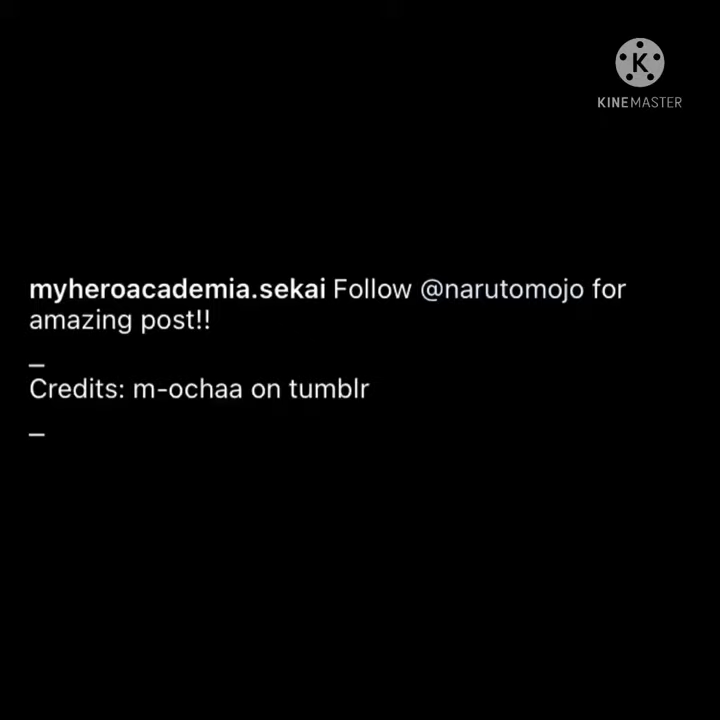 K
KINEMASTER
myheroacademia.sekai Follow @narutomojo for
amazing post!!
_
Credits: m-ochaa on tumblr
_